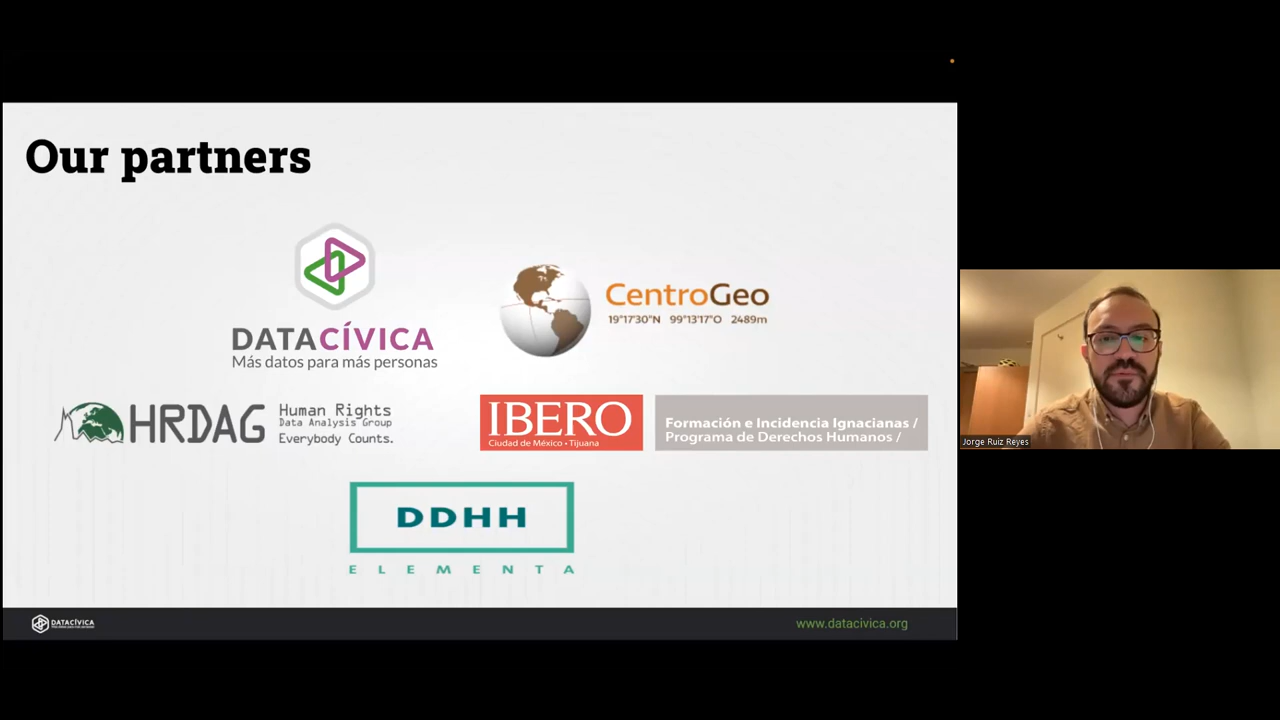 Our partners
DATACÍVICA
Más datos para más personas
CentroGeo
19°17'30"N 99°13'17"O 2489m
HRDAG
Human Rights
Data Analysis Group
Everybody Counts.
IBERO
Ciudad de México • Tijuana
Formación e Incidencia Ignacianas /
Programa de Derechos Humanos /
DDHH
ELEMENTA
DATACÍVICA
www.datacívica.org
Jorge Ruiz Reyes